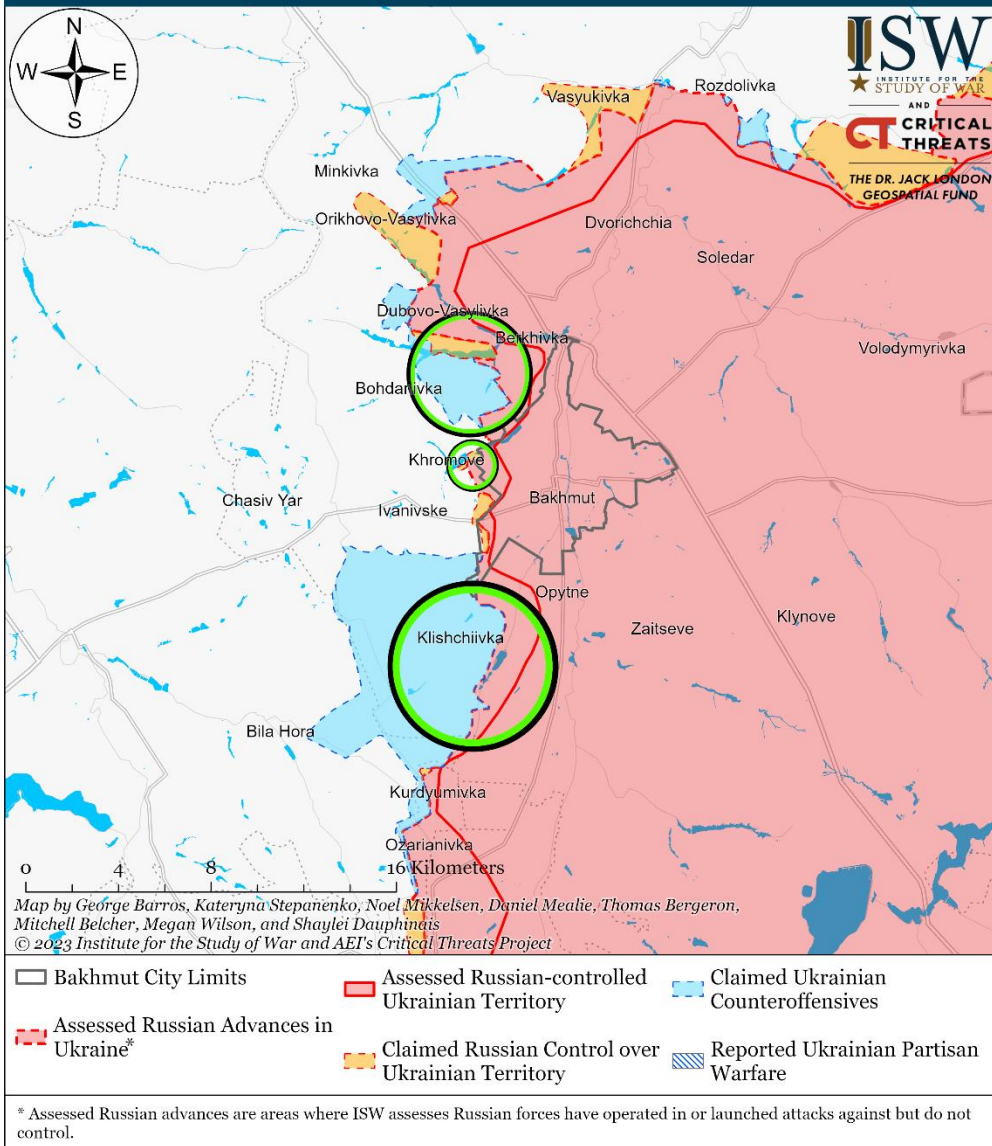 N
W E
S
ISW
INSTITUTE FOR THE
STUDY OF WAR
AND
CT CRITICAL
THREATS
THE DR. JACK LONDON
GEOSPATIAL FUND
Vasyukivka
Rozdolivka
Minkivka
Orikhovo-Vasylivka
Dvorichchia
Soledar
Dubovo-Vasylivka
Berkhivka
Volodymyrivka
Bohdanivka
Khromove
Chasiv Yar
Ivanivske
Bakhmut
Opytne
Klishchiivka
Zaitseve
Klynove
Bila Hora
Kurdyumivka
Ozarianivka
0 4 8 16 Kilometers
Map by George Barros, Kateryna Stepanenko, Noel Mikkelsen, Daniel Mealie, Thomas Bergeron,
Mitchell Belcher, Megan Wilson, and Shaylei Dauphinais
© 2023 Institute for the Study of War and AEI's Critical Threats Project
Bakhmut City Limits
Assessed Russian Advances in
Ukraine*
Assessed Russian-controlled
Ukrainian Territory
Claimed Russian Control over
Ukrainian Territory
Claimed Ukrainian
Counteroffensives
Reported Ukrainian Partisan
Warfare
* Assessed Russian advances are areas where ISW assesses Russian forces have operated in or launched attacks against but do not
control.